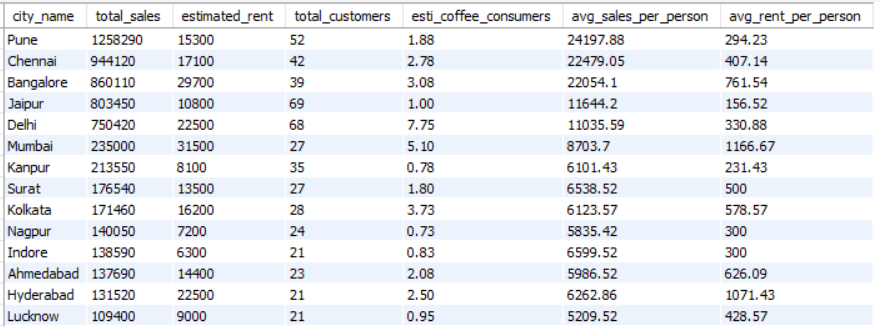 city_name total_sales estimated_rent total_customers esti_coffee_consumers avg_sales_per_person avg_rent_per_person
Pune 1258290 15300 52 1.88 24197.88 294.23
Chennai 944120 17100 42 2.78 22479.05 407.14
Bangalore 860110 29700 39 3.08 22054.1 761.54
Jaipur 803450 10800 69 1.00 11644.2 156.52
Delhi 750420 22500 68 7.75 11035.59 330.88
Mumbai 235000 31500 27 5.10 8703.7 1166.67
Kanpur 213550 8100 35 0.78 6101.43 231.43
Surat 176540 13500 27 1.80 6538.52 500
Kolkata 171460 16200 28 3.73 6123.57 578.57
Nagpur 140050 7200 24 0.73 5835.42 300
Indore 138590 6300 21 0.83 6599.52 300
Ahmedabad 137690 14400 23 2.08 5986.52 626.09
Hyderabad 131520 22500 21 2.50 6262.86 1071.43
Lucknow 109400 9000 21 0.95 5209.52 428.57